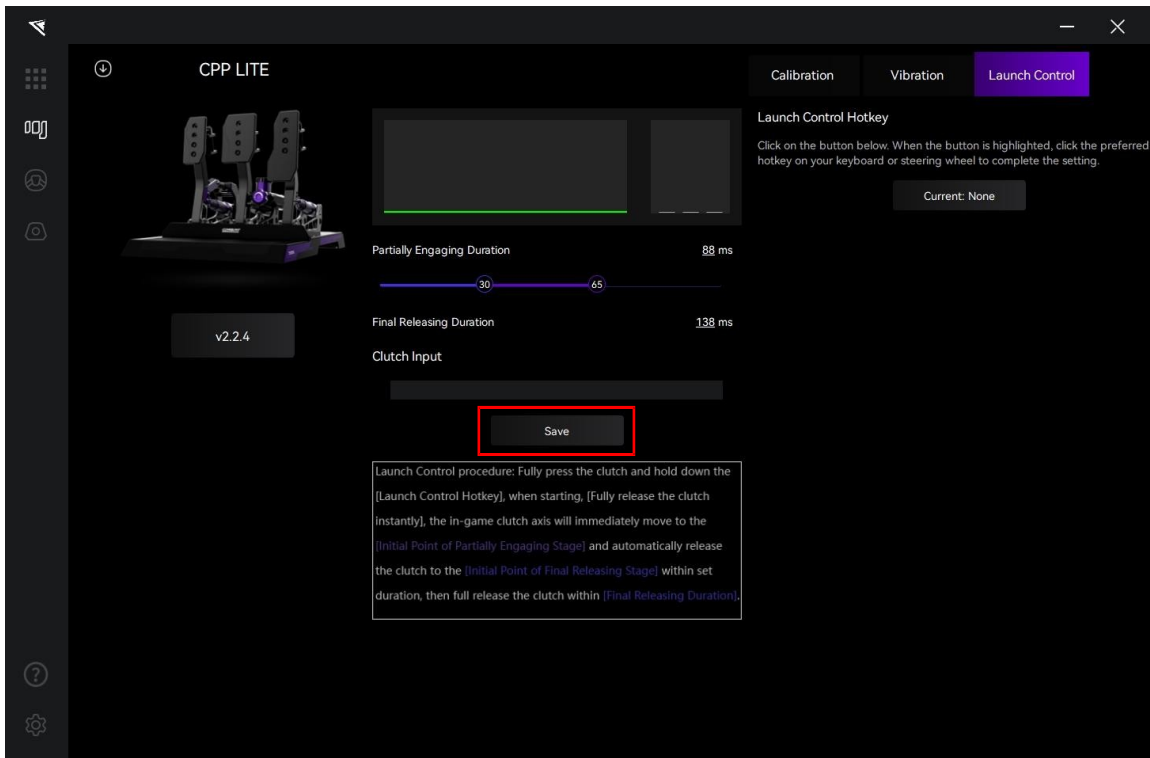 CPP LITE
Calibration
Vibration
Launch Control
Launch Control Hotkey
Click on the button below. When the button is highlighted, click the preferred
hotkey on your keyboard or steering wheel to complete the setting.
Current: None
Partially Engaging Duration
88 ms
30
65
Final Releasing Duration
138 ms
v2.2.4
Clutch Input
Save
Launch Control procedure: Fully press the clutch and hold down the
[Launch Control Hotkey], when starting, [Fully release the clutch
instantly], the in-game clutch axis will immediately move to the
[Initial Point of Partially Engaging Stage] and automatically release
the clutch to the [Initial Point of Final Releasing Stage] within set
duration, then full release the clutch within [Final Releasing Duration].